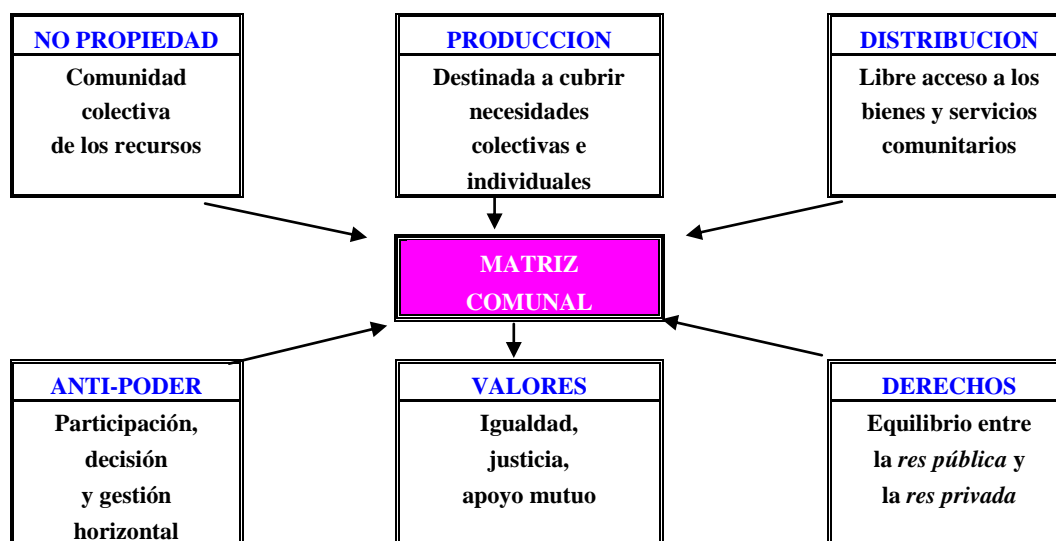 NO PROPIEDAD
Comunidad
colectiva
de los recursos
PRODUCCION
Destinada a cubrir
necesidades
colectivas e
individuales
DISTRIBUCION
Libre acceso a los
bienes y servicios
comunitarios
MATRIZ
COMUNAL
ANTI-PODER
Participación,
decisión
y gestión
horizontal
VALORES
Igualdad,
justicia,
apoyo mutuo
DERECHOS
Equilibrio entre
la res pública y
la res privada